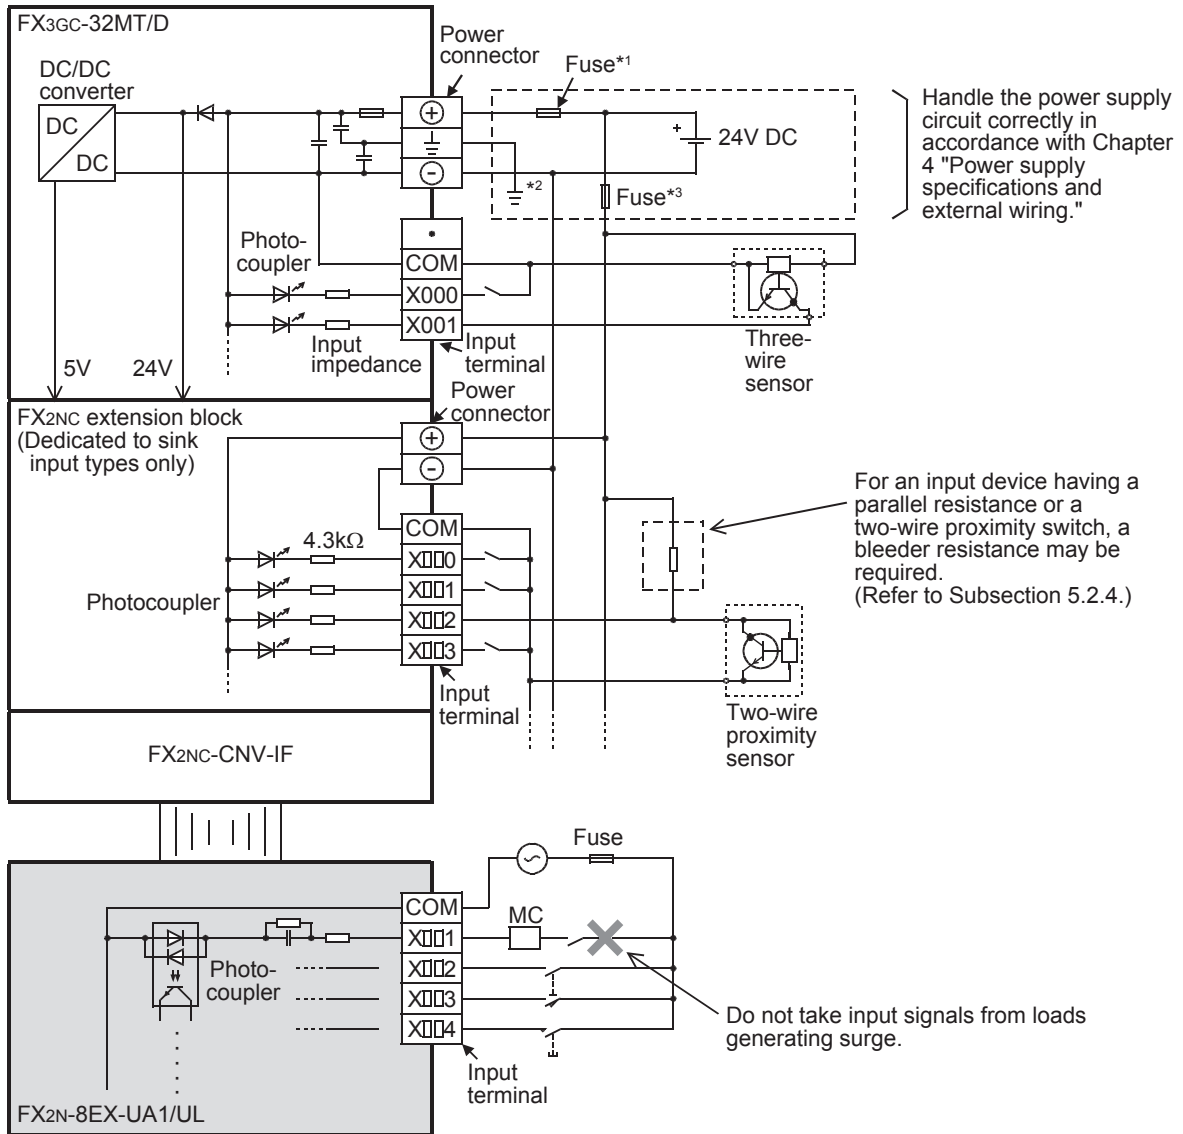 FX3GC-32MT/D
Power
connector
Fuse*1
DC/DC
converter
DC
DC
+
24V DC
*2
Fuse*3
Handle the power supply
circuit correctly in
accordance with Chapter
4 "Power supply
specifications and
external wiring."
Photo-
coupler
COM
X000
X001
Input
impedance
Input
terminal
Three-
wire
sensor
5V
24V
FX2NC extension block
(Dedicated to sink
input types only)
Power
connector
COM
4.3kΩ
X□□0
X□□1
X□□2
X□□3
Photocoupler
Input
terminal
For an input device having a
parallel resistance or a
two-wire proximity switch, a
bleeder resistance may be
required.
(Refer to Subsection 5.2.4.)
Two-wire
proximity
sensor
FX2NC-CNV-IF
Fuse
COM
MC
X□□1
X□□2
X□□3
X□□4
Photo-
coupler
Input
terminal
Do not take input signals from loads
generating surge.
FX2N-8EX-UA1/UL